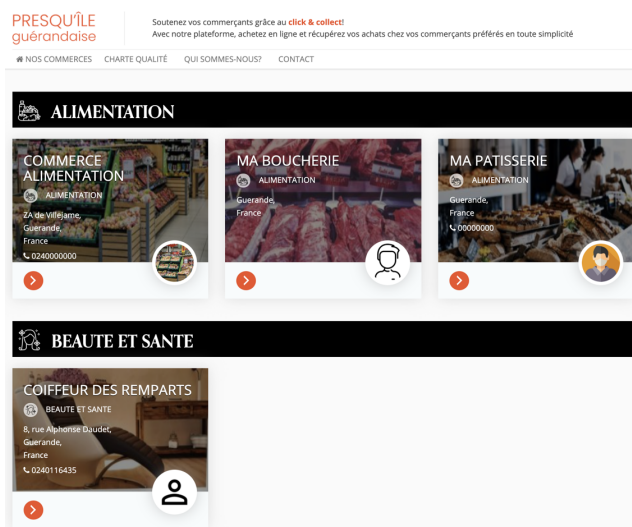 PRESQU'ÎLE
guérandaise
Soutenez vos commerçants grâce au click & collect!
Avec notre plateforme, achetez en ligne et récupérez vos achats chez vos commerçants préférés en toute simplicité
NOS COMMERCES CHARTE QUALITÉ QUI SOMMES-NOUS? CONTACT
ALIMENTATION
COMMERCE
ALIMENTATION
ALIMENTATION
ZA de Villejame,
Guerande,
France
0240000000
MA BOUCHERIE
ALIMENTATION
Guerande,
France
MA PATISSERIE
ALIMENTATION
Guerande,
France
00000000
BEAUTE ET SANTE
COIFFEUR DES REMPARTS
BEAUTE ET SANTE
8, rue Alphonse Daudet,
Guerande,
France
0240116435